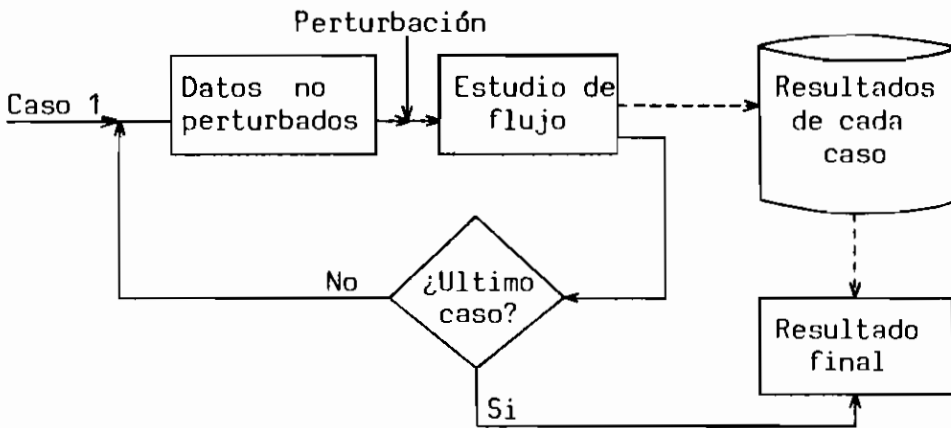 Perturbación
Caso 1
Datos no
perturbados
Estudio de
flujo
Resultados
de cada
caso
No
¿Ultimo
caso?
Si
Resultado
final